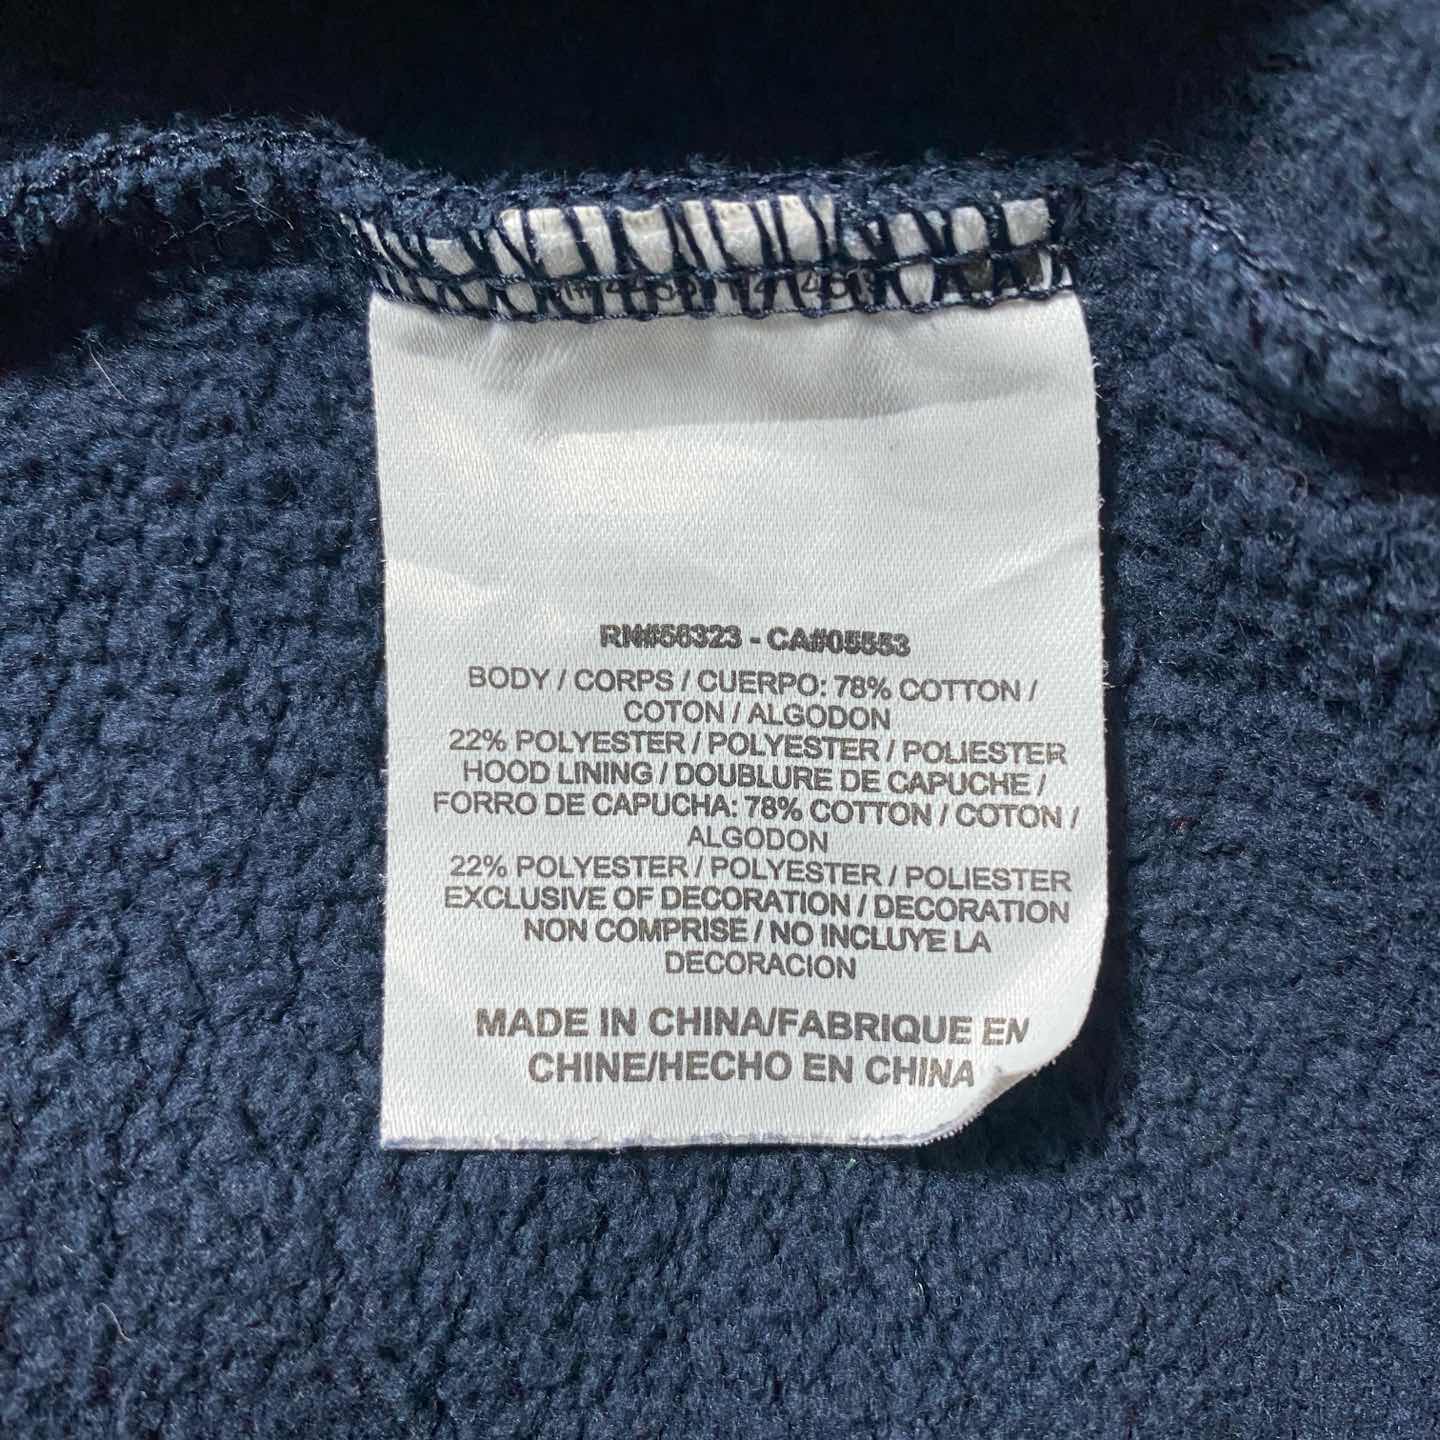 RN#56323 - CA#05553
BODY / CORPS / CUERPO: 78% COTTON /
COTON / ALGODON
22% POLYESTER / POLYESTER / POLIESTER
HOOD LINING / DOUBLURE DE CAPUCHE /
FORRO DE CAPUCHA: 78% COTTON / COTON /
ALGODON
22% POLYESTER / POLYESTER / POLIESTER
EXCLUSIVE OF DECORATION / DECORATION
NON COMPRISE / NO INCLUYE LA
DECORACION
MADE IN CHINA/FABRIQUE EN
CHINE/HECHO EN CHINA